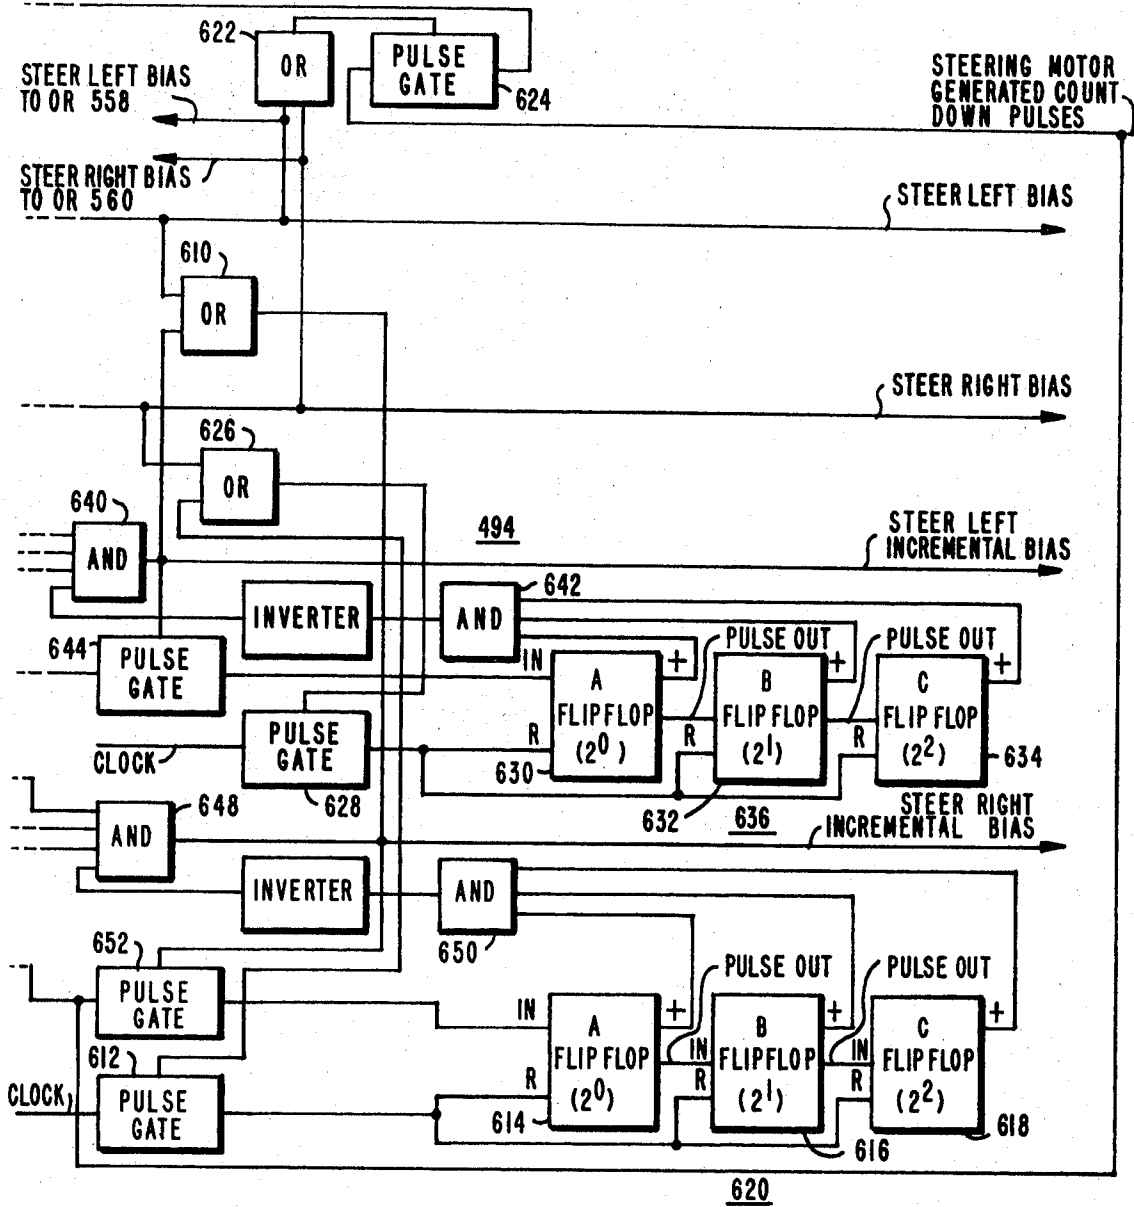 622
OR
PULSE
GATE
624
STEER LEFT BIAS
TO OR 558
STEERING MOTOR
GENERATED COUNT
DOWN PULSES
STEER RIGHT BIAS
TO OR 560
STEER LEFT BIAS
610
OR
STEER RIGHT BIAS
626
OR
640
AND
494
STEER LEFT
INCREMENTAL BIAS
INVERTER
AND
642
644
PULSE
GATE
IN
A
FLIP FLOP
(2⁰)
+
PULSE OUT
B
FLIP FLOP
(2¹)
+
PULSE OUT
C
FLIP FLOP
(2²)
+
CLOCK
PULSE
GATE
628
R
630
R
632
R
634
636
648
AND
STEER RIGHT
INCREMENTAL BIAS
INVERTER
AND
650
652
PULSE
GATE
IN
A
FLIP FLOP
(2⁰)
+
PULSE OUT
IN
B
FLIP FLOP
(2¹)
+
PULSE OUT
IN
C
FLIP FLOP
(2²)
+
612
CLOCK
PULSE
GATE
R
614
R
616
R
618
620